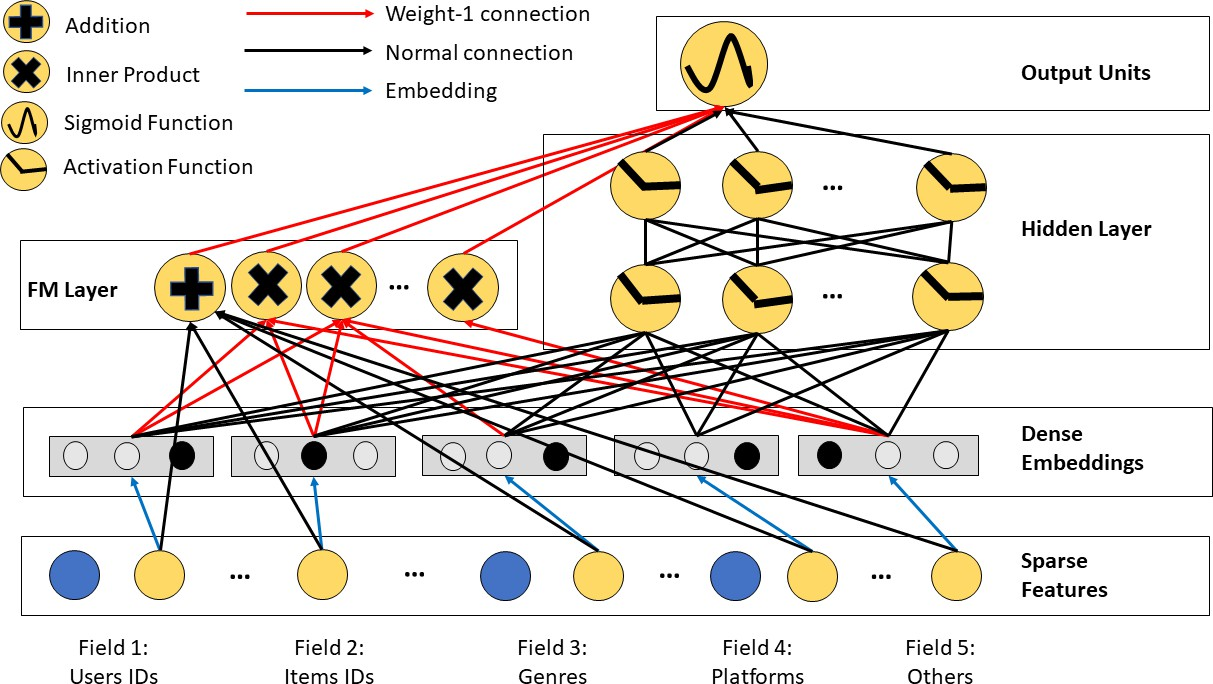 Addition
Weight-1 connection
Normal connection
Inner Product
Embedding
Sigmoid Function
Activation Function
Output Units
...
Hidden Layer
...
FM Layer
...
Dense
Embeddings
Sparse
Features
... ... ... ...
Field 1:
Users IDs
Field 2:
Items IDs
Field 3:
Genres
Field 4:
Platforms
Field 5:
Others